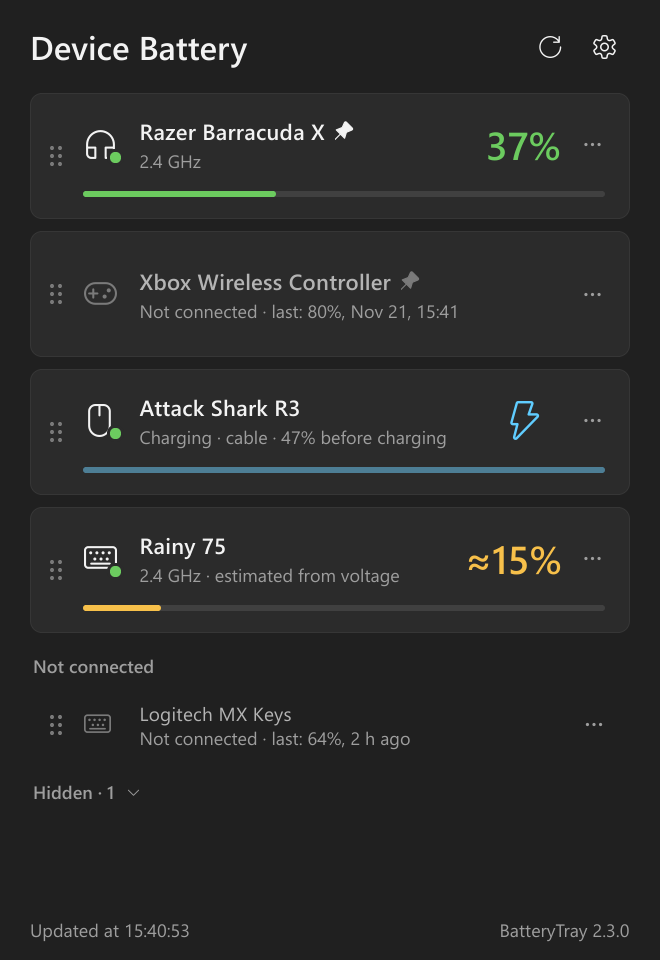 Device Battery
Razer Barracuda X
2.4 GHz
37%
Xbox Wireless Controller
Not connected · last: 80%, Nov 21, 15:41
Attack Shark R3
Charging · cable · 47% before charging
Rainy 75
2.4 GHz · estimated from voltage
≈15%
Not connected
Logitech MX Keys
Not connected · last: 64%, 2 h ago
Hidden · 1
Updated at 15:40:53
BatteryTray 2.3.0